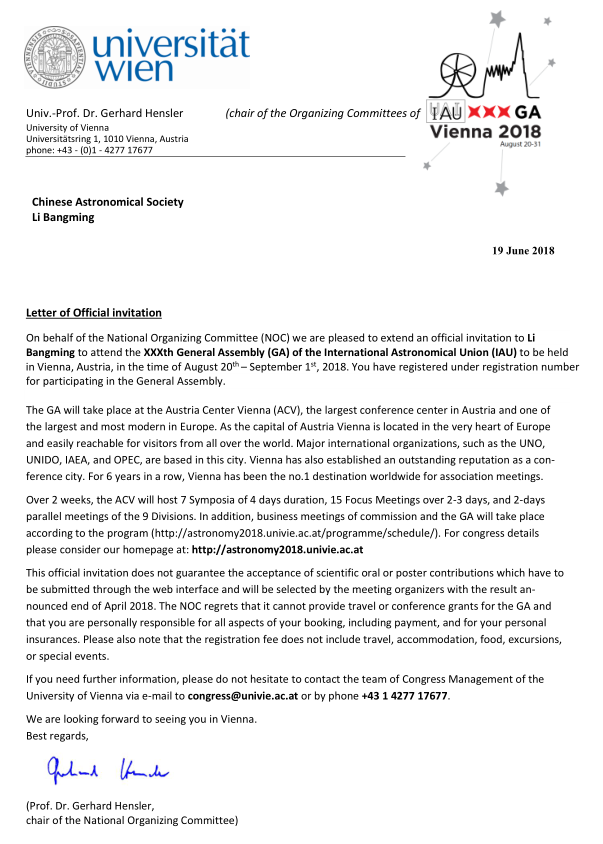 universität
wien
IAU XXX GA
Vienna 2018
August 20-31
Univ.-Prof. Dr. Gerhard Hensler (chair of the Organizing Committees of
University of Vienna
Universitätsring 1, 1010 Vienna, Austria
phone: +43 - (0)1 - 4277 17677
Chinese Astronomical Society
Li Bangming
19 June 2018
Letter of Official invitation
On behalf of the National Organizing Committee (NOC) we are pleased to extend an official invitation to Li
Bangming to attend the XXXth General Assembly (GA) of the International Astronomical Union (IAU) to be held
in Vienna, Austria, in the time of August 20th – September 1st, 2018. You have registered under registration number
for participating in the General Assembly.
The GA will take place at the Austria Center Vienna (ACV), the largest conference center in Austria and one of
the largest and most modern in Europe. As the capital of Austria Vienna is located in the very heart of Europe
and easily reachable for visitors from all over the world. Major international organizations, such as the UNO,
UNIDO, IAEA, and OPEC, are based in this city. Vienna has also established an outstanding reputation as a con-
ference city. For 6 years in a row, Vienna has been the no.1 destination worldwide for association meetings.
Over 2 weeks, the ACV will host 7 Symposia of 4 days duration, 15 Focus Meetings over 2-3 days, and 2-days
parallel meetings of the 9 Divisions. In addition, business meetings of commission and the GA will take place
according to the program (http://astronomy2018.univie.ac.at/programme/schedule/). For congress details
please consider our homepage at: http://astronomy2018.univie.ac.at
This official invitation does not guarantee the acceptance of scientific oral or poster contributions which have to
be submitted through the web interface and will be selected by the meeting organizers with the result an-
nounced end of April 2018. The NOC regrets that it cannot provide travel or conference grants for the GA and
that you are personally responsible for all aspects of your booking, including payment, and for your personal
insurances. Please also note that the registration fee does not include travel, accommodation, food, excursions,
or special events.
If you need further information, please do not hesitate to contact the team of Congress Management of the
University of Vienna via e-mail to congress@univie.ac.at or by phone +43 1 4277 17677.
We are looking forward to seeing you in Vienna.
Best regards,
Gerhard Hensler
(Prof. Dr. Gerhard Hensler,
chair of the National Organizing Committee)